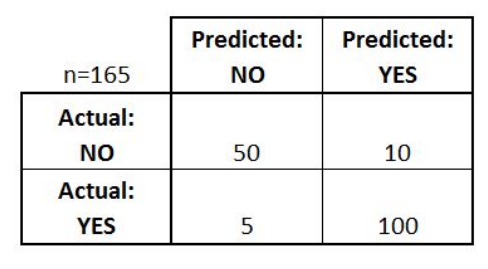 Predicted: Predicted:
n=165 NO YES
Actual:
NO 50 10
Actual:
YES 5 100